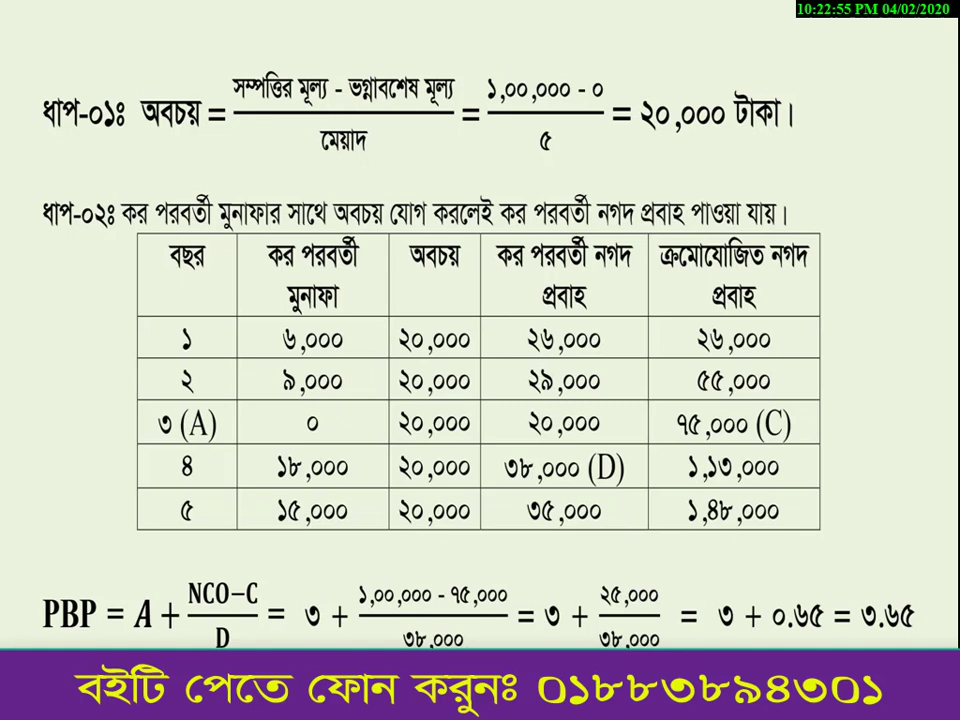 10:22:55 PM 04/02/2020
ধাপ-০১ঃ অবচয় = সম্পত্তির মূল্য - ভগ্নাবশেষ মূল্য / মেয়াদ = ১,০০,০০০ - ০ / ৫ = ২০,০০০ টাকা।
ধাপ-০২ঃ কর পরবর্তী মুনাফার সাথে অবচয় যোগ করলেই কর পরবর্তী নগদ প্রবাহ পাওয়া যায়।
বছর কর পরবর্তী মুনাফা অবচয় কর পরবর্তী নগদ প্রবাহ ক্রমোযোজিত নগদ প্রবাহ
১ ৬,০০০ ২০,০০০ ২৬,০০০ ২৬,০০০
২ ৯,০০০ ২০,০০০ ২৯,০০০ ৫৫,০০০
৩ (A) ০ ২০,০০০ ২০,০০০ ৭৫,০০০ (C)
৪ ১৮,০০০ ২০,০০০ ৩৮,০০০ (D) ১,১৩,০০০
৫ ১৫,০০০ ২০,০০০ ৩৫,০০০ ১,৪৮,০০০
PBP = A + NCO-C / D = ৩ + ১,০০,০০০ - ৭৫,০০০ / ৩৮,০০০ = ৩ + ২৫,০০০ / ৩৮,০০০ = ৩ + ০.৬৫ = ৩.৬৫
বইটি পেতে ফোন করুনঃ ০১৮৮৩৮৯৪৩০১